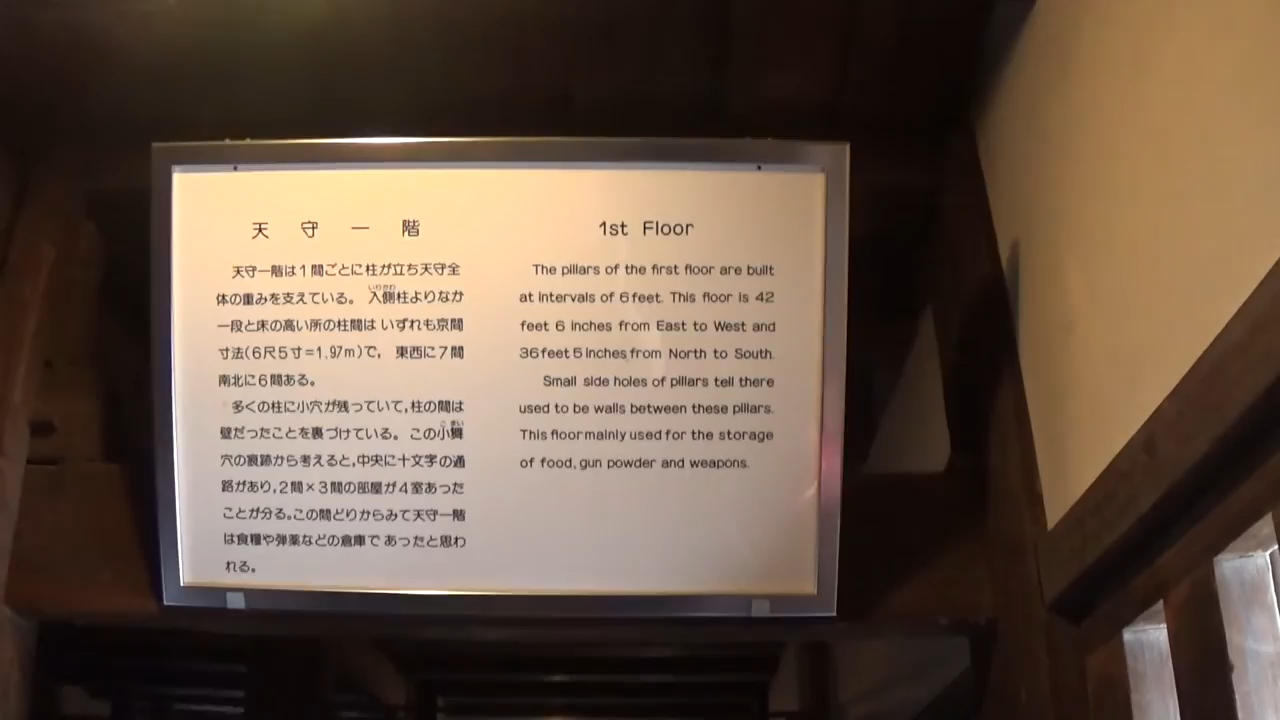 天守一階
天守一階は1間ごとに柱が立ち天守全
体の重みを支えている。入側柱よりなか
いりかわ
一段と床の高い所の柱間はいずれも京間
寸法(6尺5寸=1.97m)で、東西に7間
南北に6間ある。
多くの柱に小穴が残っていて,柱の間は
壁だったことを裏づけている。この小舞
こまい
穴の痕跡から考えると,中央に十文字の通
路があり,2間×3間の部屋が4室あった
ことが分る。この間どりからみて天守一階
は食糧や弾薬などの倉庫であったと思わ
れる。
1st Floor
The pillars of the first floor are built
at intervals of 6 feet. This floor is 42
feet 6 inches from East to West and
36 feet 5 inches from North to South.
Small side holes of pillars tell there
used to be walls between these pillars.
This floor mainly used for the storage
of food, gun powder and weapons.